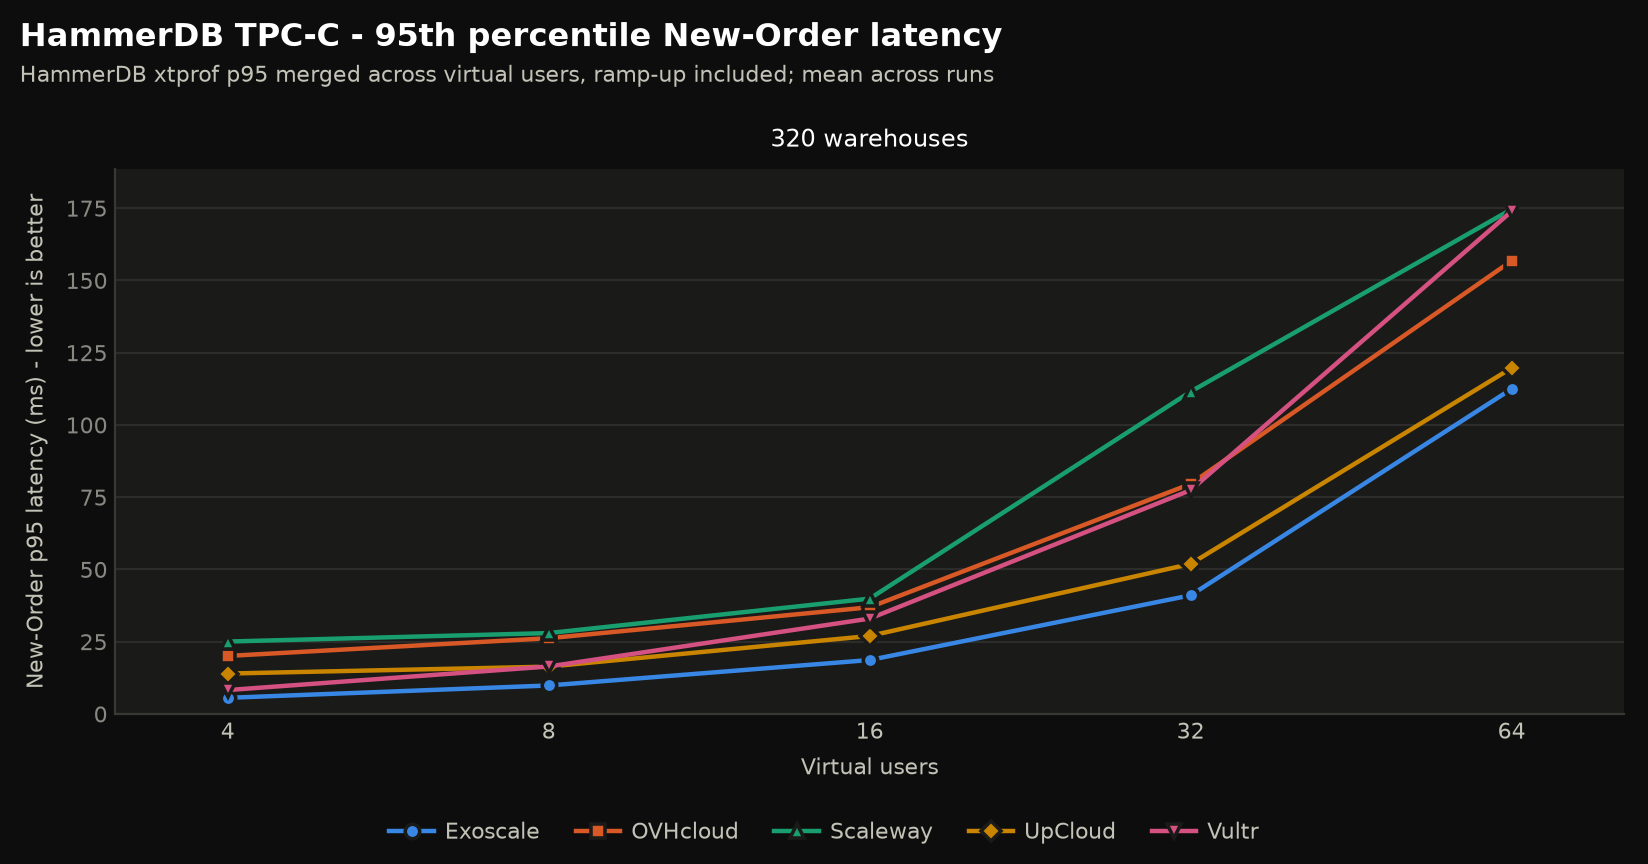 HammerDB TPC-C - 95th percentile New-Order latency
HammerDB xtprof p95 merged across virtual users, ramp-up included; mean across runs
320 warehouses
New-Order p95 latency (ms) - lower is better
175
150
125
100
75
50
25
0
4 8 16 32 64
Virtual users
Exoscale OVHcloud Scaleway UpCloud Vultr